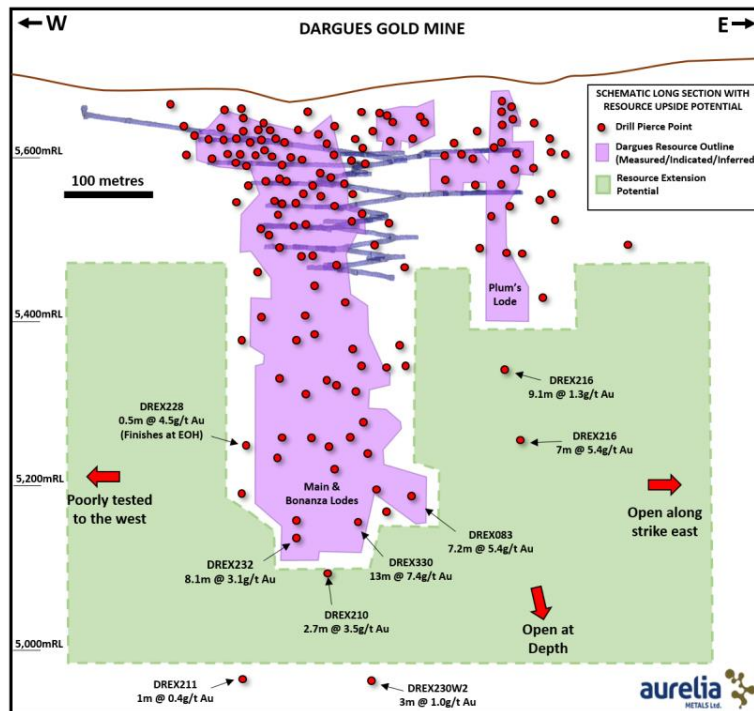 W
DARGUES GOLD MINE
E
SCHEMATIC LONG SECTION WITH
RESOURCE UPSIDE POTENTIAL
Drill Pierce Point
Dargues Resource Outline
(Measured/Indicated/Inferred)
Resource Extension
Potential
5,600mRL
100 metres
Plum's
Lode
5,400mRL
DREX216
9.1m @ 1.3g/t Au
DREX228
0.5m @ 4.5g/t Au
(Finishes at EOH)
DREX216
7m @ 5.4g/t Au
5,200mRL
Main &
Bonanza Lodes
Poorly tested
to the west
Open along
strike east
DREX083
7.2m @ 5.4g/t Au
DREX232
8.1m @ 3.1g/t Au
DREX330
13m @ 7.4g/t Au
DREX210
2.7m @ 3.5g/t Au
Open at
Depth
5,000mRL
DREX211
1m @ 0.4g/t Au
DREX230W2
3m @ 1.0g/t Au
aurelia
METALS Ltd.